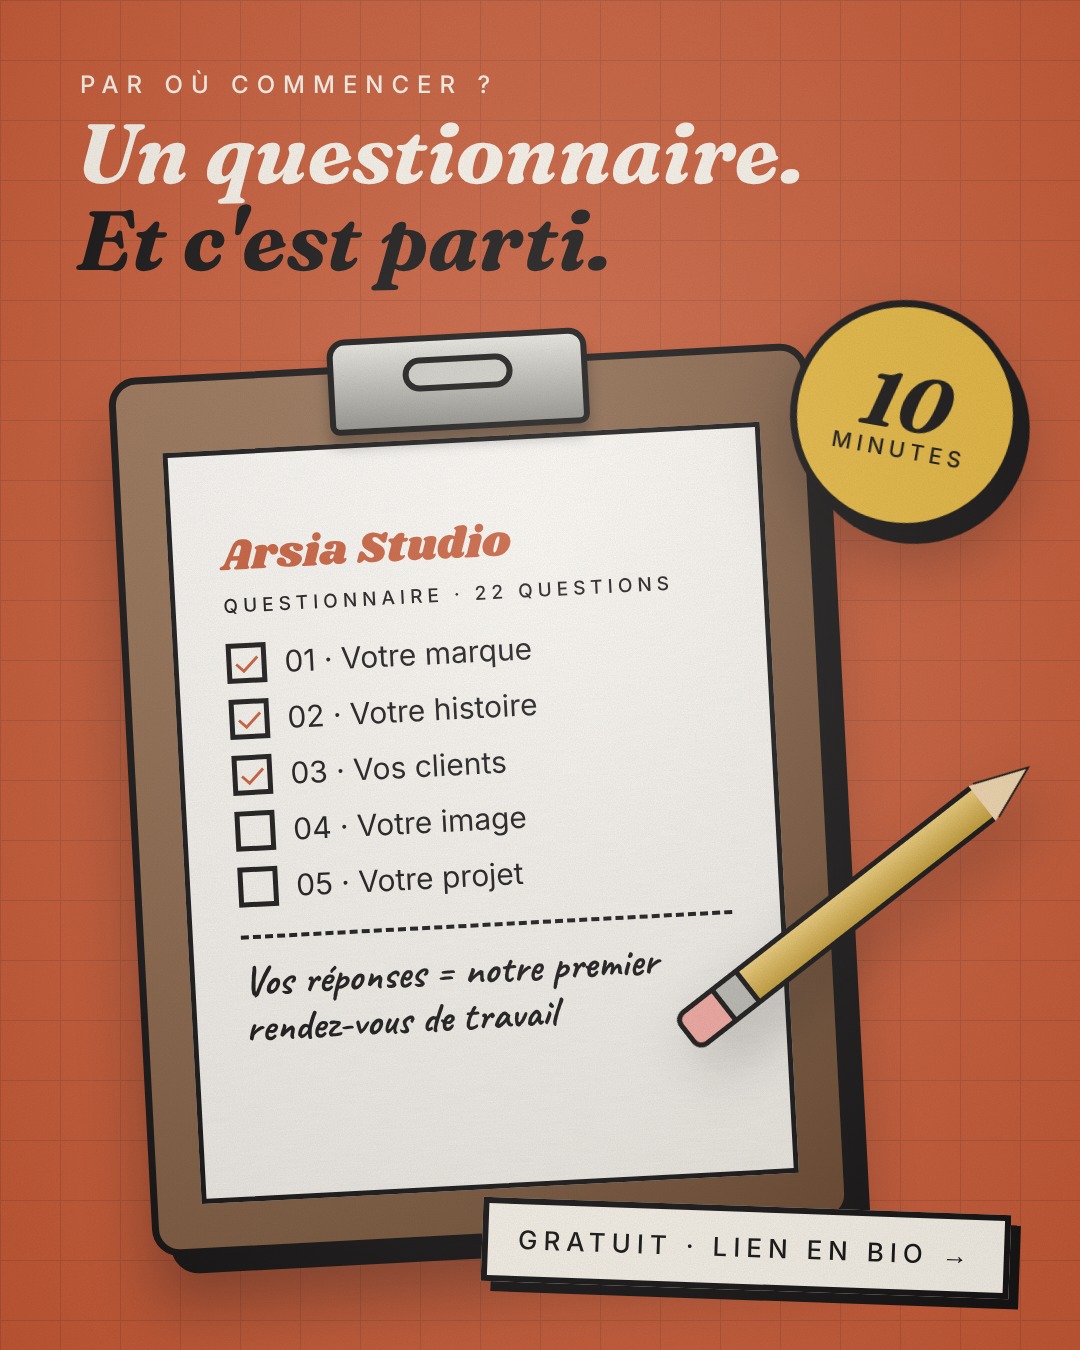 PAR OÙ COMMENCER ?
Un questionnaire.
Et c'est parti.
10
MINUTES
Arsia Studio
QUESTIONNAIRE · 22 QUESTIONS
01 · Votre marque
02 · Votre histoire
03 · Vos clients
04 · Votre image
05 · Votre projet
Vos réponses = notre premier
rendez-vous de travail
GRATUIT · LIEN EN BIO →